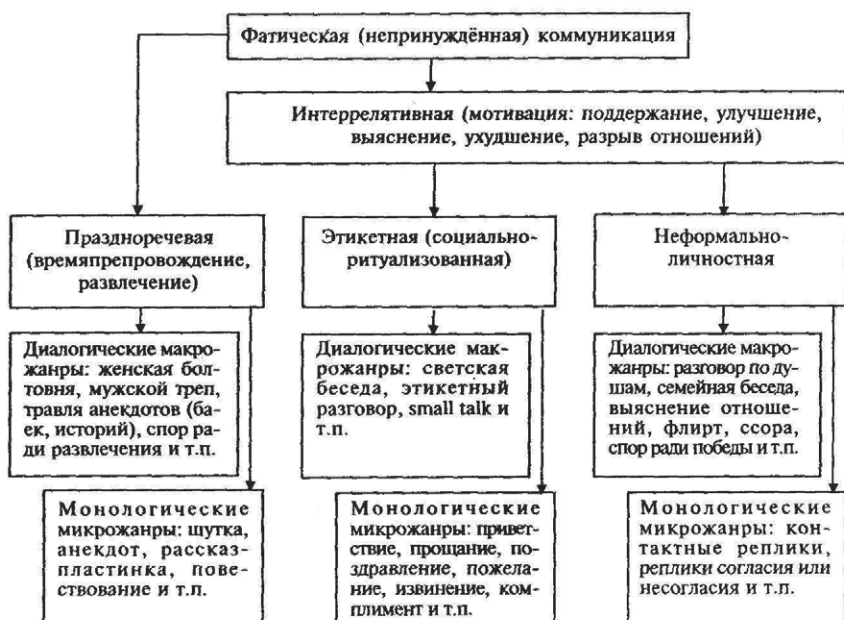 Фатическая (непринуждённая) коммуникация
Интеррелятивная (мотивация: поддержание, улучшение,
выяснение, ухудшение, разрыв отношений)
Праздноречевая
(времяпрепровождение,
развлечение)
Этикетная (социально-
ритуализованная)
Неформально-
личностная
Диалогические макро-
жанры: женская бол-
товня, мужской треп,
травля анекдотов (ба-
ек, историй), спор ра-
ди развлечения и т.п.
Диалогические мак-
рожанры: светская
беседа, этикетный
разговор, small talk и
т.п.
Диалогические макро-
жанры: разговор по ду-
шам, семейная беседа,
выяснение отноше-
ний, флирт, ссора,
спор ради победы и т.п.
Монологические
микрожанры: шутка,
анекдот, рассказ-
пластинка, пове-
ствование и т.п.
Монологические
микрожанры: привет-
ствие, прощание, по-
здравление, пожела-
ние, извинение, ком-
плимент и т.п.
Монологические
микрожанры: кон-
тактные реплики,
реплики согласия или
несогласия и т.п.